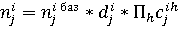 n_j^i = n_j^{i баз} * d_j^i * Π_h c_j^{ih}